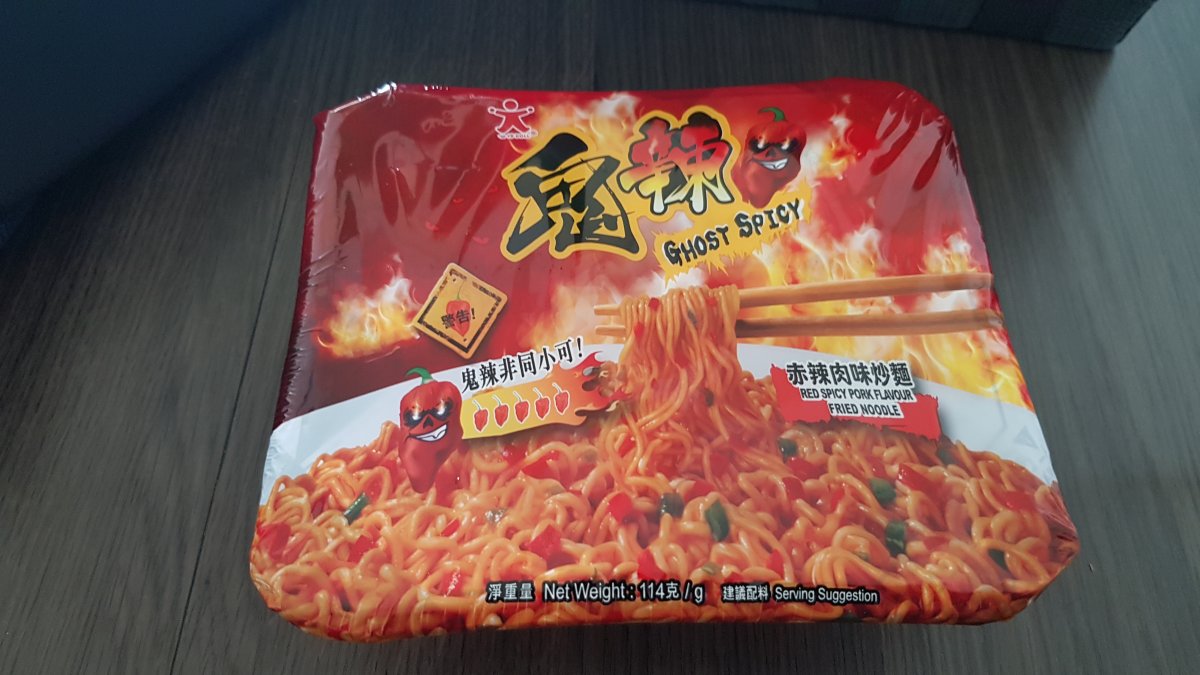 鬼辣
GHOST SPICY
警告!
鬼辣非同小可!
赤辣肉味炒麵
RED SPICY PORK FLAVOUR
FRIED NOODLE
淨重量 Net Weight : 114克 / g 建議配料 Serving Suggestion